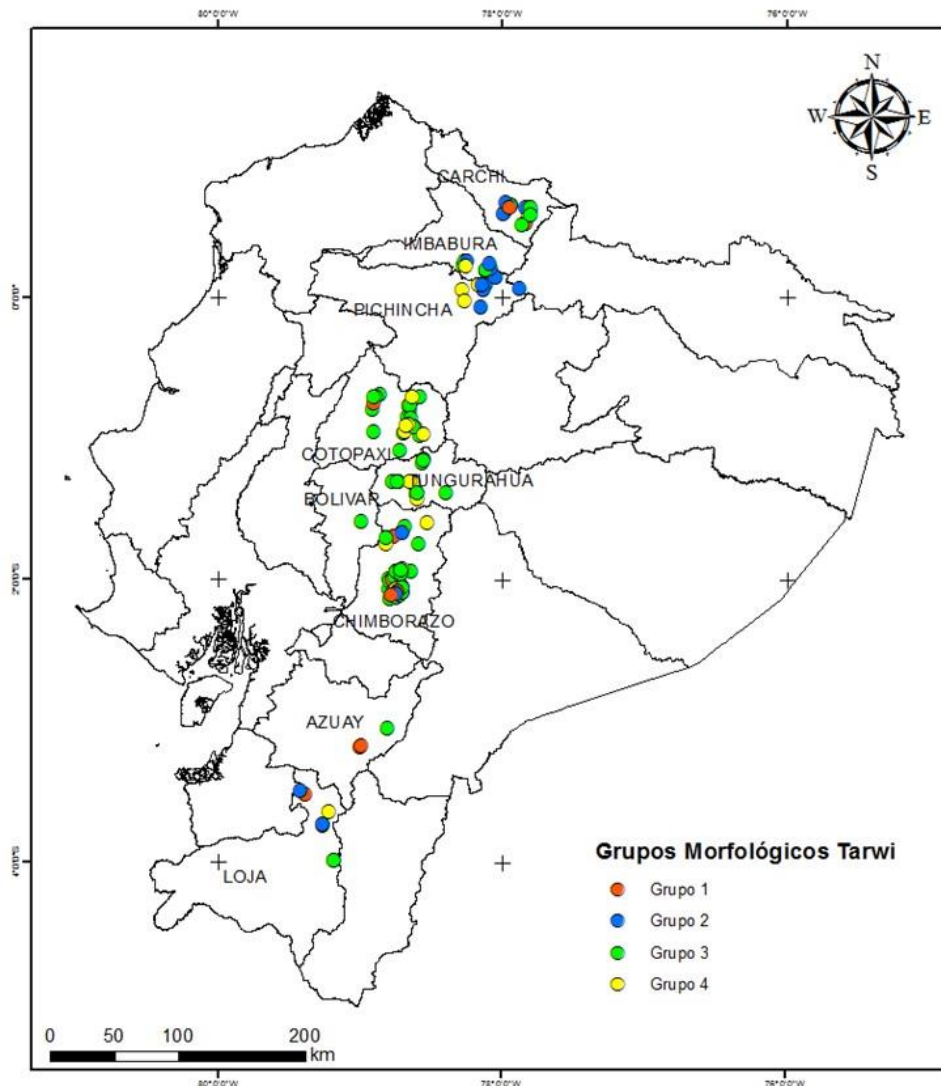 80°0'0"W 78°0'0"W 76°0'0"W
N
W E
S
CARCHI
IMBABURA
0°0'0"
PICHINCHA
COTOPAXI
TUNGURAHUA
BOLIVAR
2°0'0"S
CHIMBORAZO
AZUAY
4°0'0"S
LOJA
Grupos Morfológicos Tarwi
Grupo 1
Grupo 2
Grupo 3
Grupo 4
0 50 100 200
km
80°0'0"W 78°0'0"W 76°0'0"W